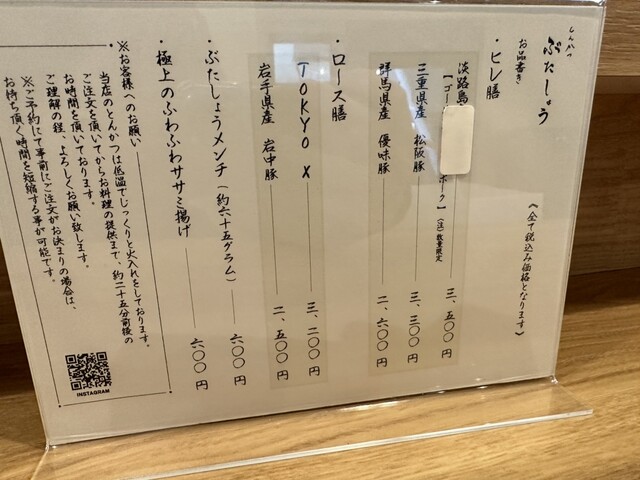 とんかつ
ぶたしょう
お品書き
《全て税込み価格となります》
・ヒレ膳
淡路島
【ゴー ポーク】(注)数量限定 三、五〇〇円
三重県産 松阪豚 三、三〇〇円
群馬県産 優味豚 二、六〇〇円
・ロース膳
TOKYO X 三、二〇〇円
岩手県産 岩中豚 二、五〇〇円
・ぶたしょうメンチ(約六十五グラム) 六〇〇円
・極上のふわふわササミ揚げ 六〇〇円
※お客様へのお願い
当店のとんかつは低温でじっくりと火入れをしております。
ご注文を頂いてからお料理の提供まで、約二十五分前後の
お時間を頂いております。
ご理解の程、よろしくお願い致します。
※ご予約にて事前にご注文がお決まりの場合は、
お待ち頂く時間を短縮する事が可能です。
INSTAGRAM